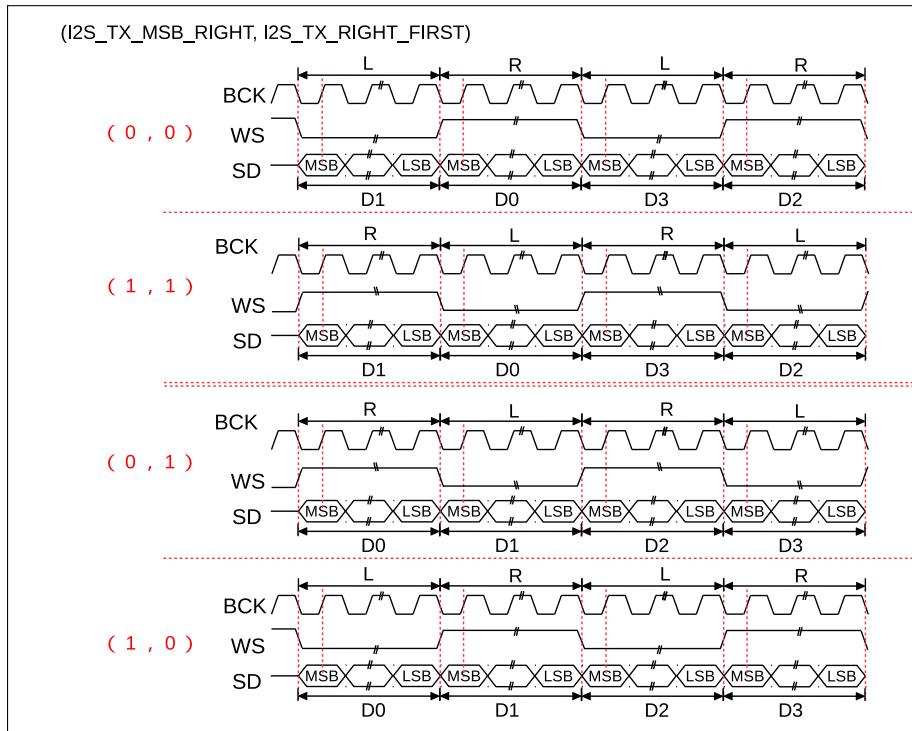 (I2S_TX_MSB_RIGHT, I2S_TX_RIGHT_FIRST)
L R L R
BCK
( 0 , 0 )
WS
SD MSB LSB MSB LSB MSB LSB MSB LSB
D1 D0 D3 D2
R L R L
BCK
( 1 , 1 )
WS
SD MSB LSB MSB LSB MSB LSB MSB LSB
D1 D0 D3 D2
R L R L
BCK
( 0 , 1 )
WS
SD MSB LSB MSB LSB MSB LSB MSB LSB
D0 D1 D2 D3
L R L R
BCK
( 1 , 0 )
WS
SD MSB LSB MSB LSB MSB LSB MSB LSB
D0 D1 D2 D3